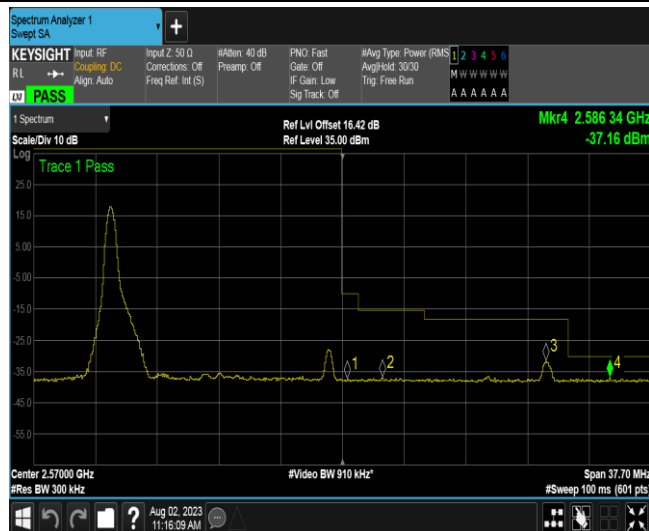 Spectrum Analyzer 1
Swept SA
+
KEYSIGHT Input: RF Input Z: 50 Ω #Atten: 40 dB PNO: Fast #Avg Type: Power (RMS 1 2 3 4 5 6
RL Coupling: DC Corrections: Off Preamp: Off Gate: Off Avg|Hold: 30/30 M W W W W W
Align: Auto Freq Ref: Int (S) IF Gain: Low Trig: Free Run
LXI PASS Sig Track: Off A A A A A A
1 Spectrum Ref Lvl Offset 16.42 dB Mkr4 2.586 34 GHz
Scale/Div 10 dB Ref Level 35.00 dBm -37.16 dBm
Log
Trace 1 Pass
25.0
15.0
5.00
-5.00
-15.0
-25.0
3
1 2 4
-35.0
-45.0
-55.0
Center 2.57000 GHz #Video BW 910 kHz* Span 37.70 MHz
#Res BW 300 kHz #Sweep 100 ms (601 pts)
? Aug 02, 2023
11:16:09 AM